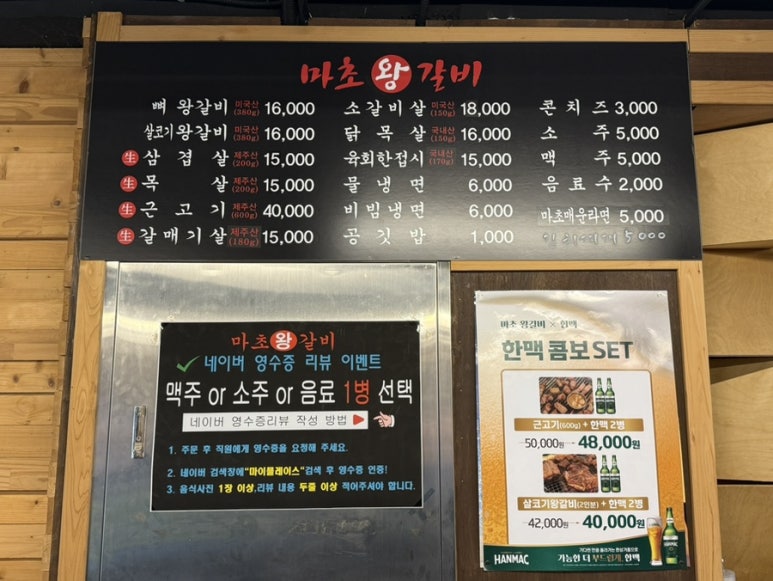 마초 왕 갈비
뼈 왕갈비 미국산 (380g) 16,000
살코기왕갈비 미국산 (380g) 16,000
生 삼겹살 제주산 (200g) 15,000
生 목살 제주산 (200g) 15,000
生 근고기 제주산 (600g) 40,000
生 갈매기살 제주산 (180g) 15,000
소갈비살 미국산 (150g) 18,000
닭목살 국내산 (150g) 16,000
육회한접시 국내산 (170g) 15,000
물냉면 6,000
비빔냉면 6,000
공깃밥 1,000
콘치즈 3,000
소주 5,000
맥주 5,000
음료수 2,000
마초매운라면 5,000
5,000
마초 왕 갈비
네이버 영수증 리뷰 이벤트
맥주 or 소주 or 음료 1병 선택
네이버 영수증리뷰 작성 방법
1. 주문 후 직원에게 영수증을 요청해 주세요.
2. 네이버 검색창에"마이플레이스"검색 후 영수증 인증!
3. 음식사진 1장 이상,리뷰 내용 두줄 이상 적어주셔야 합니다.
마초 왕갈비 × 한맥
한맥 콤보 SET
근고기(600g) + 한맥 2병
50,000원 48,000원
살코기왕갈비(2인분) + 한맥 2병
42,000원 40,000원
HANMAC
가능한 더 부드럽게, 한맥